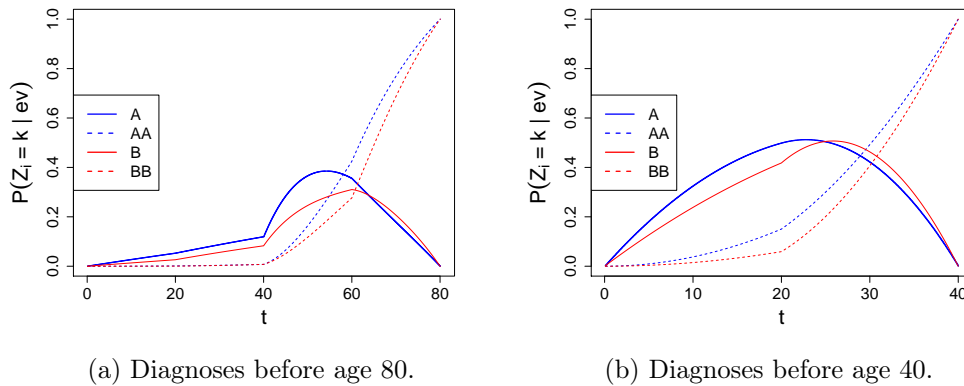 P(Z_i = k | ev)
0.0 0.2 0.4 0.6 0.8 1.0
A
AA
B
BB
0 20 40 60 80
t
(a) Diagnoses before age 80.
P(Z_i = k | ev)
0.0 0.2 0.4 0.6 0.8 1.0
A
AA
B
BB
0 10 20 30 40
t
(b) Diagnoses before age 40.